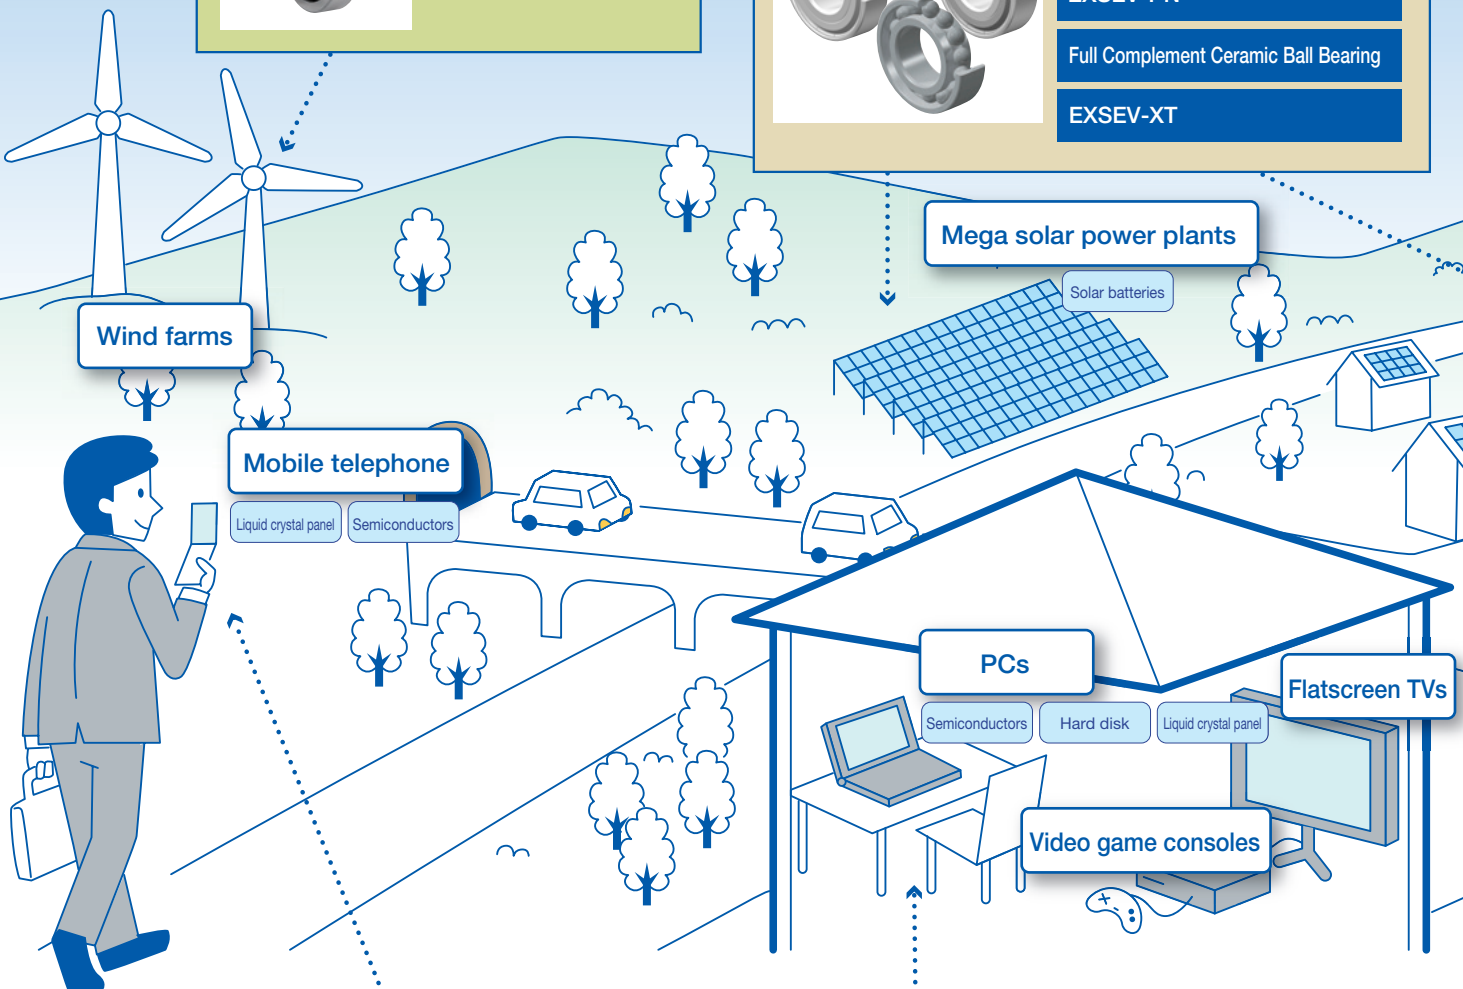 Full Complement Ceramic Ball Bearing
EXSEV-XT
Mega solar power plants
Solar batteries
Wind farms
Mobile telephone
Liquid crystal panel
Semiconductors
PCs
Semiconductors
Hard disk
Liquid crystal panel
Flatscreen TVs
Video game consoles